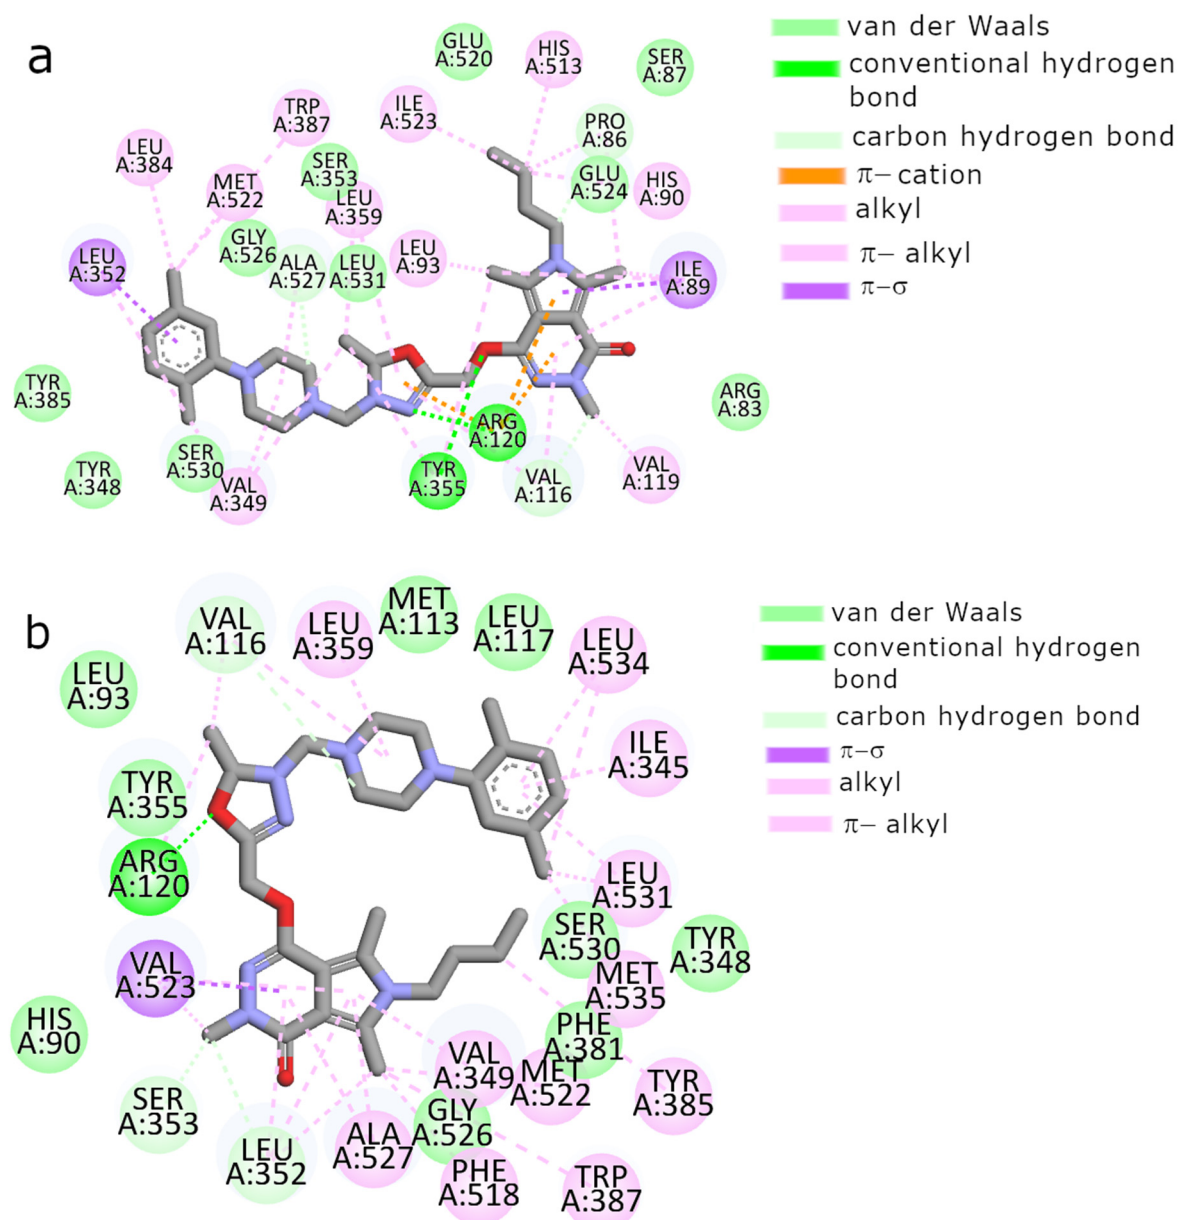 a
GLU
A:520
HIS
A:513
SER
A:87
TRP
A:387
ILE
A:523
PRO
A:86
LEU
A:384
SER
A:353
GLU
A:524
HIS
A:90
MET
A:522
LEU
A:359
GLY
A:526
LEU
A:93
LEU
A:352
ALA
A:527
LEU
A:531
ILE
A:89
TYR
A:385
ARG
A:83
ARG
A:120
SER
A:530
TYR
A:348
VAL
A:349
TYR
A:355
VAL
A:116
VAL
A:119
van der Waals
conventional hydrogen
bond
carbon hydrogen bond
π− cation
alkyl
π− alkyl
π−σ
b
VAL
A:116
LEU
A:359
MET
A:113
LEU
A:117
LEU
A:534
LEU
A:93
ILE
A:345
TYR
A:355
ARG
A:120
LEU
A:531
SER
A:530
TYR
A:348
VAL
A:523
MET
A:535
HIS
A:90
PHE
A:381
VAL
A:349
MET
A:522
TYR
A:385
SER
A:353
GLY
A:526
LEU
A:352
ALA
A:527
PHE
A:518
TRP
A:387
van der Waals
conventional hydrogen
bond
carbon hydrogen bond
π−σ
alkyl
π− alkyl